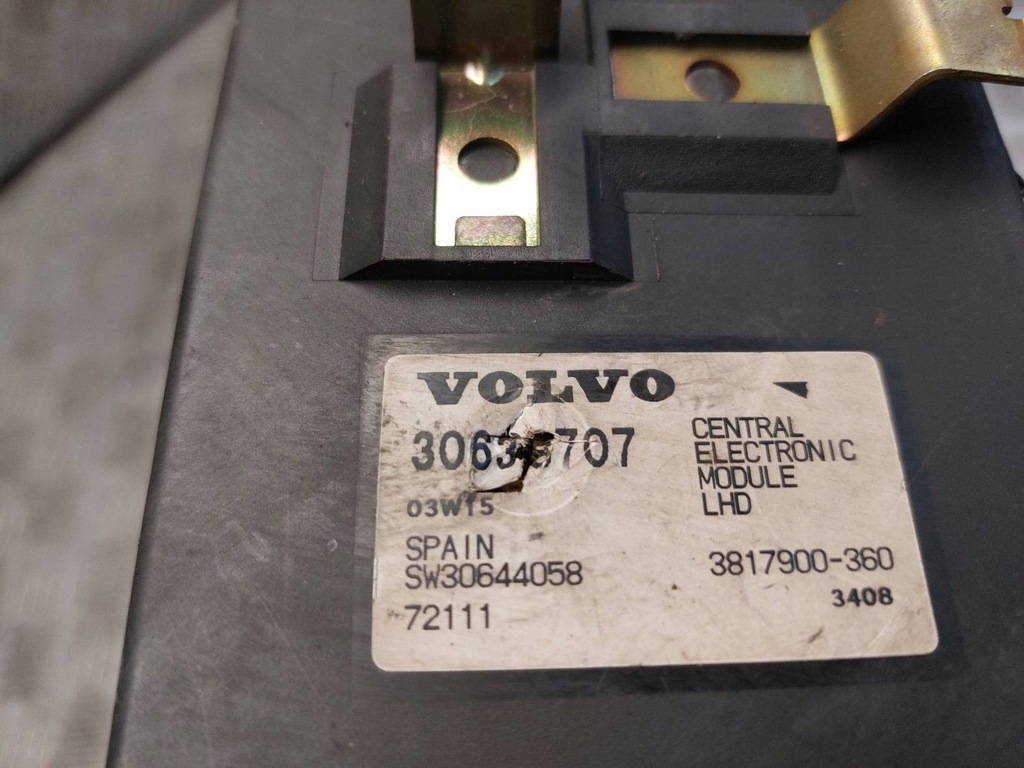 VOLVO
CENTRAL
ELECTRONIC
MODULE
LHD
03W15
SPAIN
SW30644058
72111
3817900-360
3408